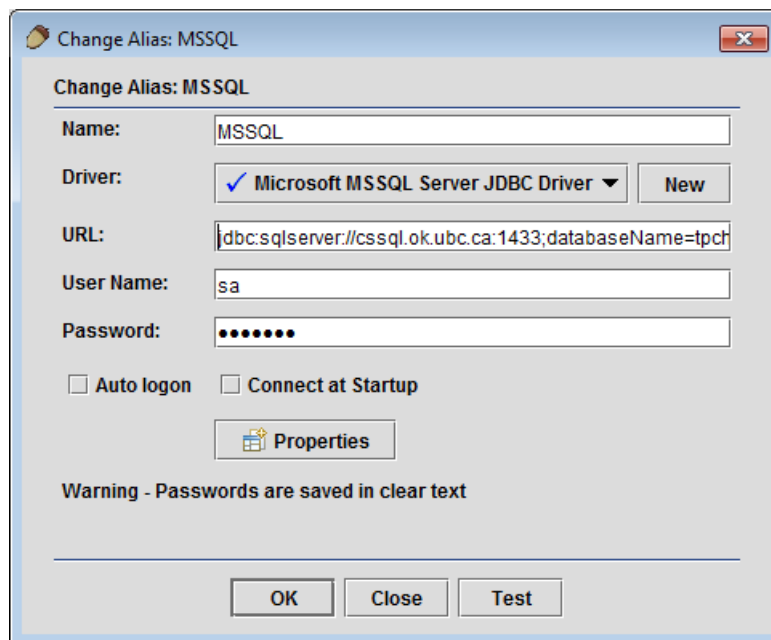 Change Alias: MSSQL
Change Alias: MSSQL
Name: MSSQL
Driver: Microsoft MSSQL Server JDBC Driver New
URL: jdbc:sqlserver://cssql.ok.ubc.ca:1433;databaseName=tpch
User Name: sa
Password: •••••••
Auto logon Connect at Startup
Properties
Warning - Passwords are saved in clear text
OK Close Test